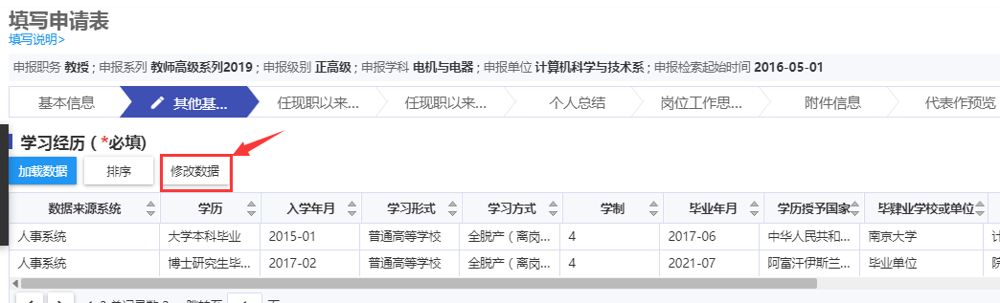 填写申请表
填写说明>
申报职务 教授 ; 申报系列 教师高级系列2019 ; 申报级别 正高级 ; 申报学科 电机与电器 ; 申报单位 计算机科学与技术系 ; 申报检索起始时间 2016-05-01
基本信息 其他基... 任现职以来... 任现职以来... 个人总结 岗位工作思... 附件信息 代表作预览
学习经历 ( *必填)
加载数据 排序 修改数据
数据来源系统 学历 入学年月 学习形式 学习方式 学制 毕业年月 学历授予国家 毕肄业学校或单位
人事系统 大学本科毕业 2015-01 普通高等学校 全脱产（离岗... 4 2017-06 中华人民共和... 南京大学
人事系统 博士研究生毕... 2017-02 普通高等学校 全脱产（离岗... 4 2021-07 阿富汗伊斯兰... 毕业单位